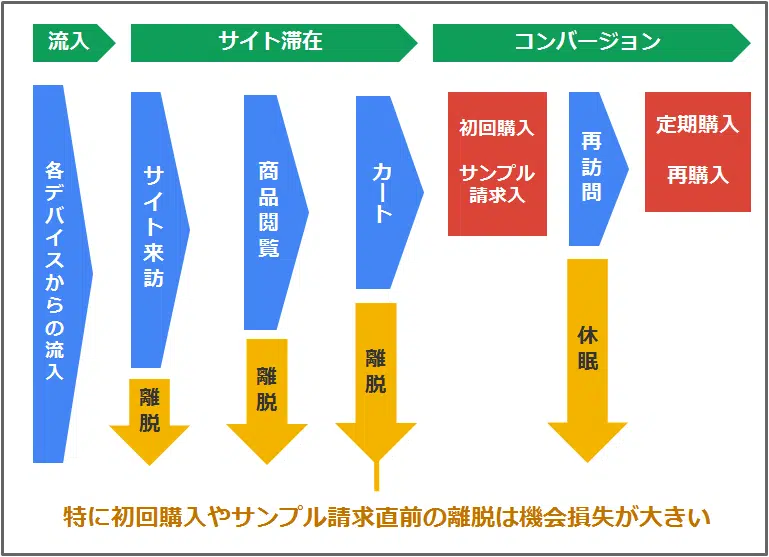 流入
サイト滞在
コンバージョン
各デバイスからの流入
サイト来訪
商品閲覧
カート
初回購入
サンプル
請求入
再訪問
定期購入
再購入
離脱
離脱
離脱
休眠
特に初回購入やサンプル請求直前の離脱は機会損失が大きい